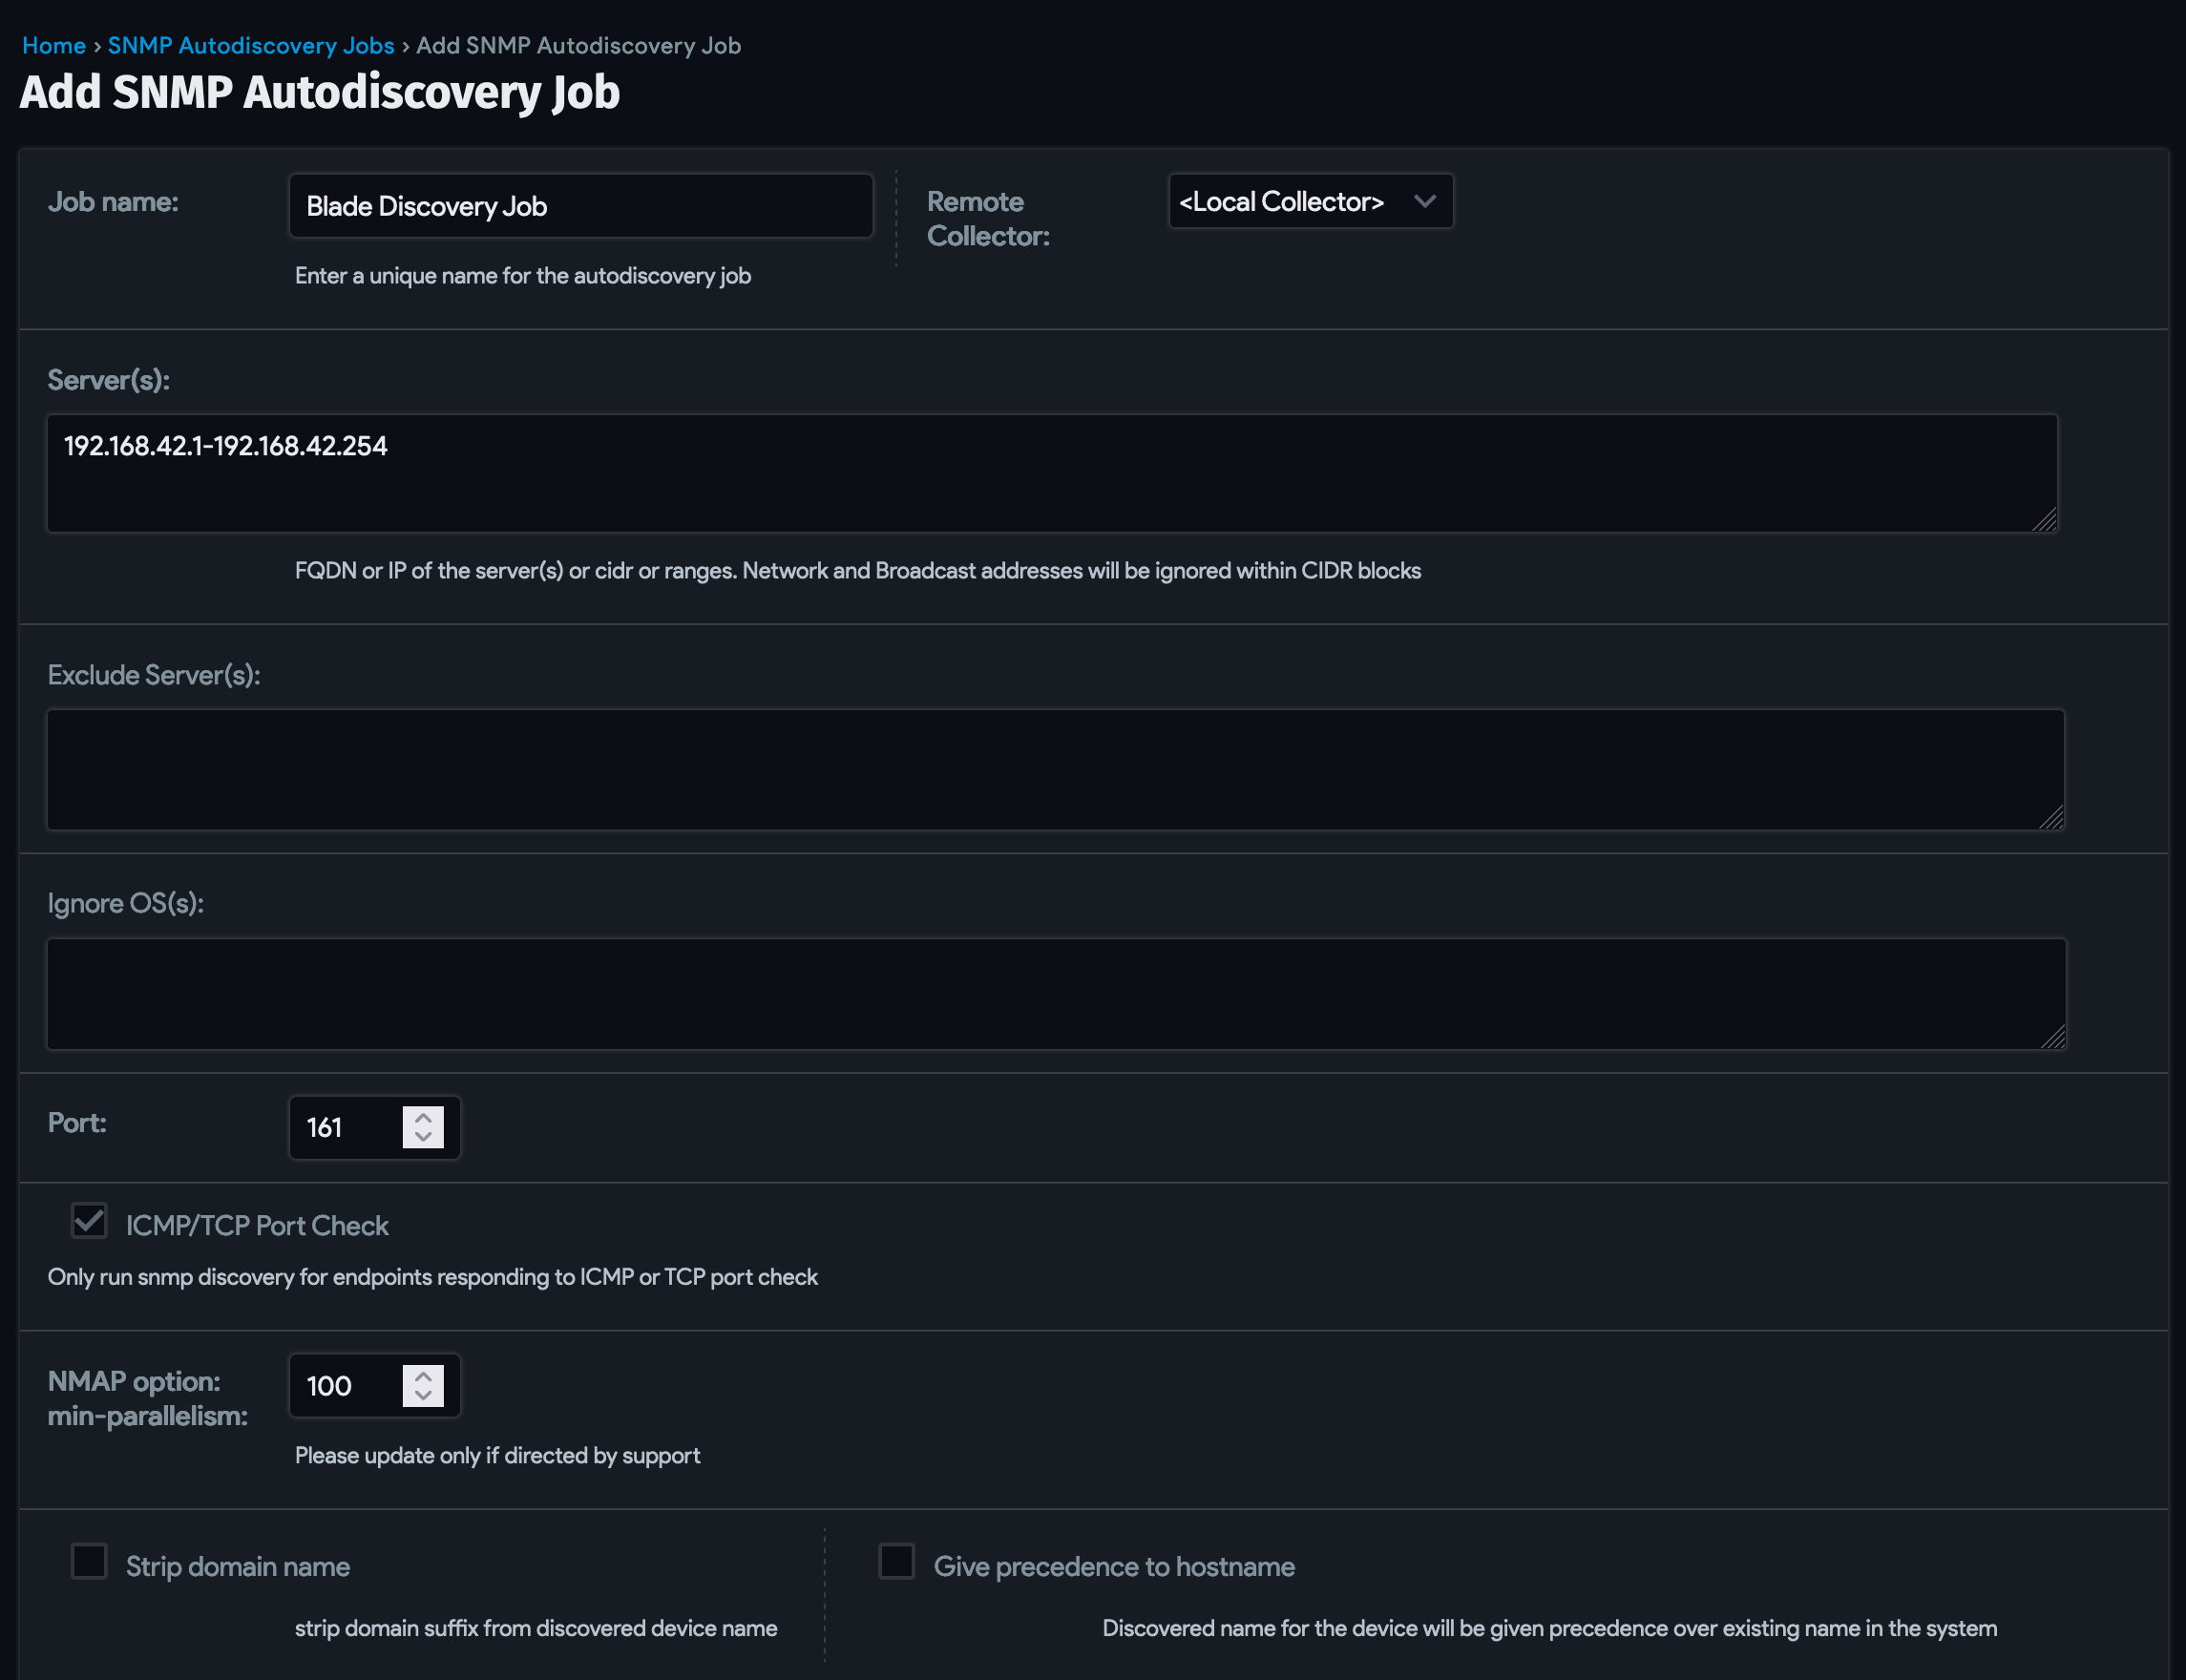 Home › SNMP Autodiscovery Jobs › Add SNMP Autodiscovery Job
Add SNMP Autodiscovery Job
Job name:
Blade Discovery Job
Enter a unique name for the autodiscovery job
Remote
Collector:
<Local Collector>
Server(s):
192.168.42.1-192.168.42.254
FQDN or IP of the server(s) or cidr or ranges. Network and Broadcast addresses will be ignored within CIDR blocks
Exclude Server(s):
Ignore OS(s):
Port:
161
ICMP/TCP Port Check
Only run snmp discovery for endpoints responding to ICMP or TCP port check
NMAP option:
min-parallelism:
100
Please update only if directed by support
Strip domain name
strip domain suffix from discovered device name
Give precedence to hostname
Discovered name for the device will be given precedence over existing name in the system